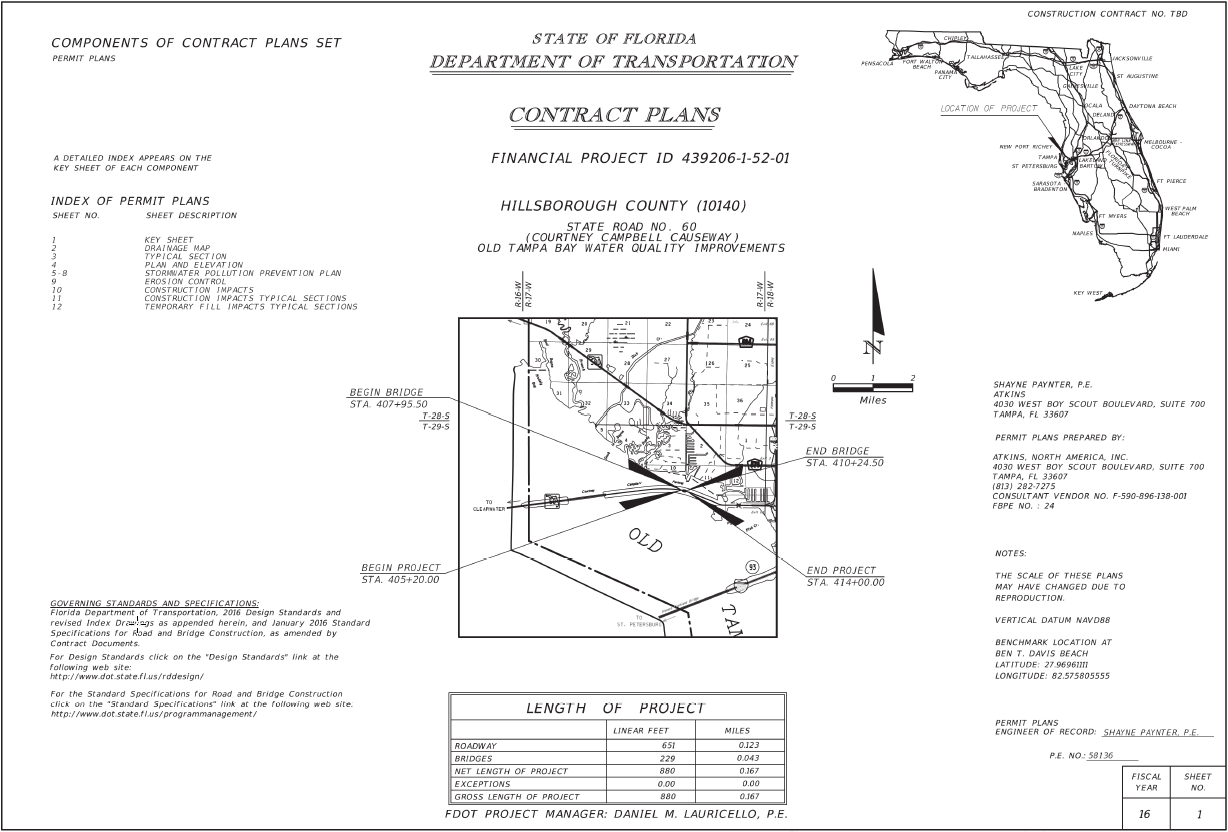 CONSTRUCTION CONTRACT NO. TBD
COMPONENTS OF CONTRACT PLANS SET
PERMIT PLANS
STATE OF FLORIDA
DEPARTMENT OF TRANSPORTATION
CONTRACT PLANS
FINANCIAL PROJECT ID 439206-1-52-01
HILLSBOROUGH COUNTY (10140)
STATE ROAD NO. 60
(COURTNEY CAMPBELL CAUSEWAY)
OLD TAMPA BAY WATER QUALITY IMPROVEMENTS
A DETAILED INDEX APPEARS ON THE
KEY SHEET OF EACH COMPONENT
INDEX OF PERMIT PLANS
SHEET NO. SHEET DESCRIPTION
1 KEY SHEET
2 DRAINAGE MAP
3 TYPICAL SECTION
4 PLAN AND ELEVATION
5-8 STORMWATER POLLUTION PREVENTION PLAN
9 EROSION CONTROL
10 CONSTRUCTION IMPACTS
11 CONSTRUCTION IMPACTS TYPICAL SECTIONS
12 TEMPORARY FILL IMPACTS TYPICAL SECTIONS
CHIPLEY
PENSACOLA
FORT WALTON
BEACH
PANAMA
CITY
TALLAHASSEE
LAKE
CITY
JACKSONVILLE
ST AUGUSTINE
GAINESVILLE
OCALA
DELAND
DAYTONA BEACH
LOCATION OF PROJECT
ORLANDO
MELBOURNE -
COCOA
NEW PORT RICHEY
TAMPA
ST PETERSBURG
LAKELAND
BARTOW
FLORIDA'S
TURNPIKE
SARASOTA
BRADENTON
FT PIERCE
FT MYERS
WEST PALM
BEACH
NAPLES
FT LAUDERDALE
MIAMI
KEY WEST
R-16-W
R-17-W
R-17-W
R-18-W
N
0 1 2
Miles
BEGIN BRIDGE
STA. 407+95.50
T-28-S
T-29-S
T-28-S
T-29-S
END BRIDGE
STA. 410+24.50
TO
CLEARWATER
OLD
BEGIN PROJECT
STA. 405+20.00
END PROJECT
STA. 414+00.00
93
TO
ST. PETERSBURG
TAM
SHAYNE PAYNTER, P.E.
ATKINS
4030 WEST BOY SCOUT BOULEVARD, SUITE 700
TAMPA, FL 33607
PERMIT PLANS PREPARED BY:
ATKINS, NORTH AMERICA, INC.
4030 WEST BOY SCOUT BOULEVARD, SUITE 700
TAMPA, FL 33607
(813) 282-7275
CONSULTANT VENDOR NO. F-590-896-138-001
FBPE NO. : 24
NOTES:
THE SCALE OF THESE PLANS
MAY HAVE CHANGED DUE TO
REPRODUCTION.
VERTICAL DATUM NAVD88
BENCHMARK LOCATION AT
BEN T. DAVIS BEACH
LATITUDE: 27.96961111
LONGITUDE: 82.575805555
GOVERNING STANDARDS AND SPECIFICATIONS:
Florida Department of Transportation, 2016 Design Standards and
revised Index Drawings as appended herein, and January 2016 Standard
Specifications for Road and Bridge Construction, as amended by
Contract Documents.
For Design Standards click on the "Design Standards" link at the
following web site:
http://www.dot.state.fl.us/rddesign/
For the Standard Specifications for Road and Bridge Construction
click on the "Standard Specifications" link at the following web site.
http://www.dot.state.fl.us/programmanagement/
LENGTH OF PROJECT
LINEAR FEET MILES
ROADWAY 651 0.123
BRIDGES 229 0.043
NET LENGTH OF PROJECT 880 0.167
EXCEPTIONS 0.00 0.00
GROSS LENGTH OF PROJECT 880 0.167
FDOT PROJECT MANAGER: DANIEL M. LAURICELLO, P.E.
PERMIT PLANS
ENGINEER OF RECORD: SHAYNE PAYNTER, P.E.
P.E. NO.: 58136
FISCAL
YEAR
SHEET
NO.
16 1